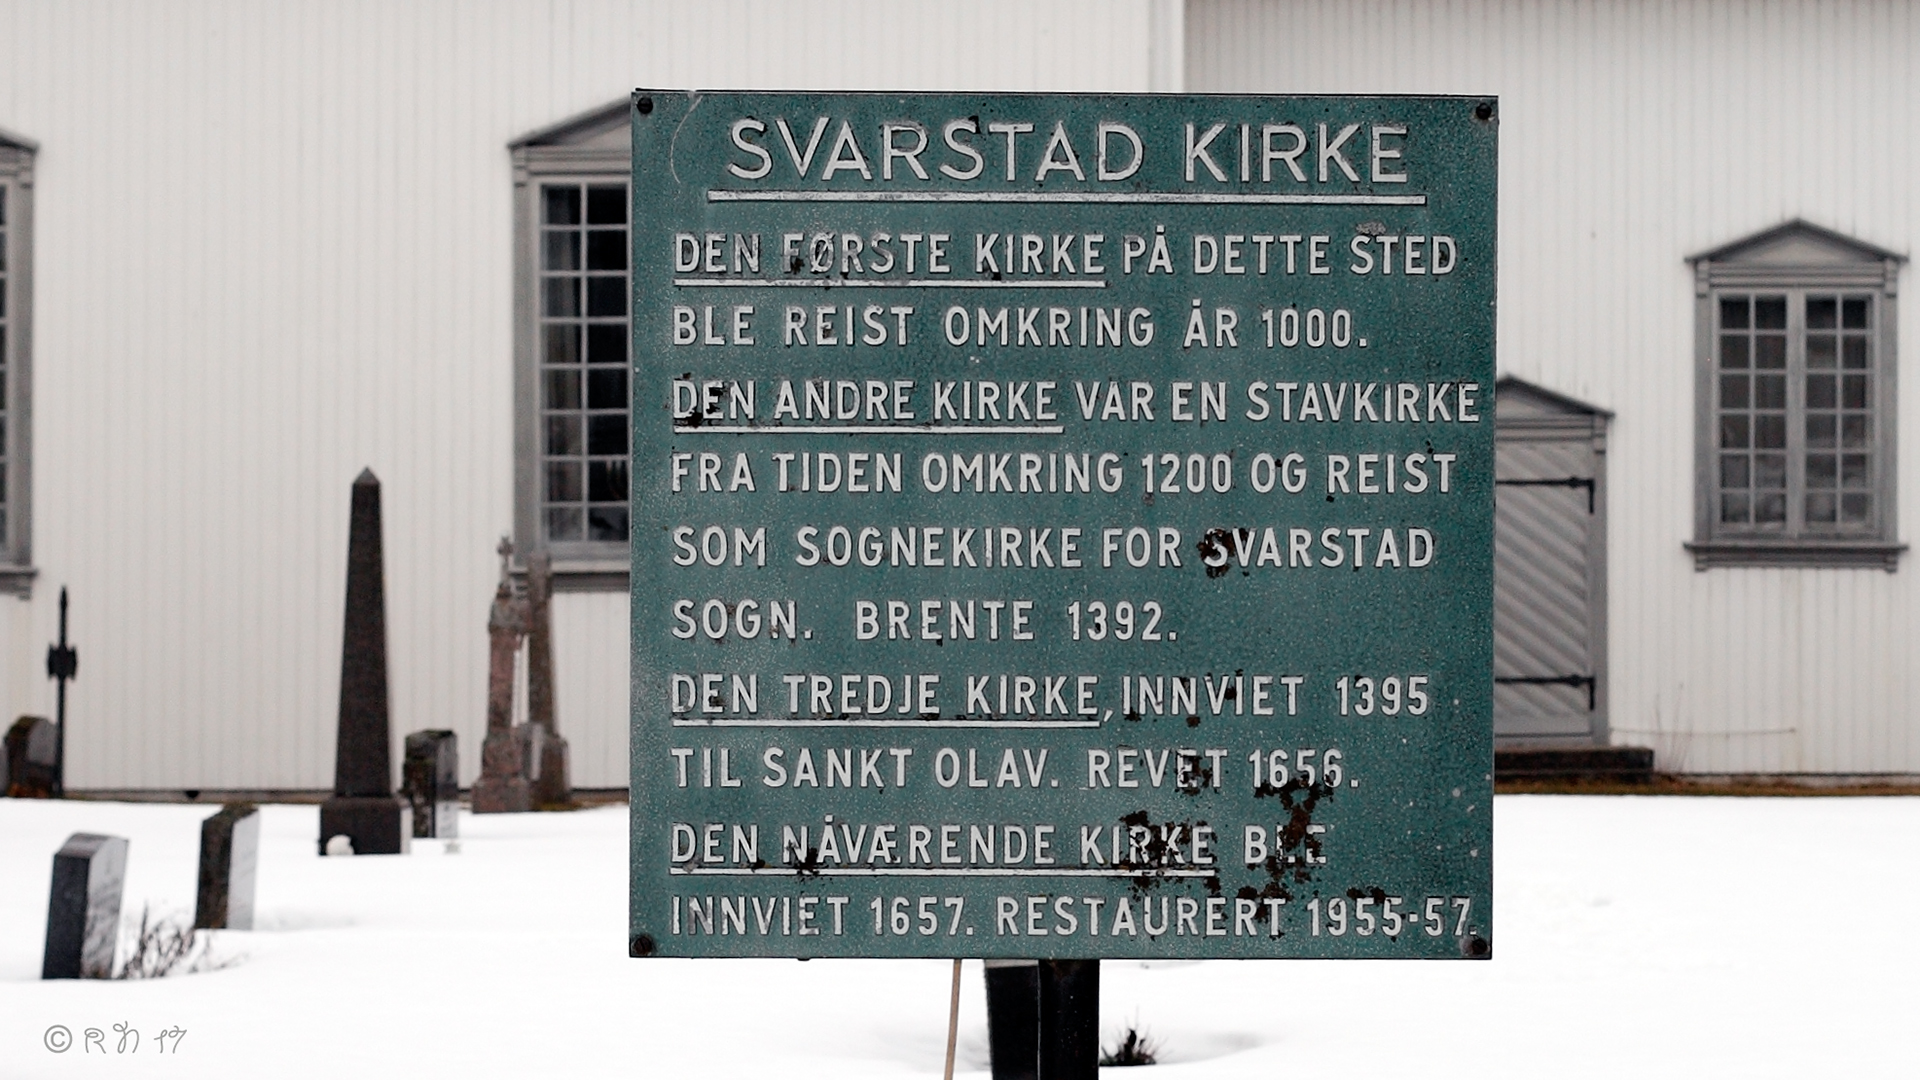 SVARSTAD KIRKE
DEN FØRSTE KIRKE PÅ DETTE STED
BLE REIST OMKRING ÅR 1000.
DEN ANDRE KIRKE VAR EN STAVKIRKE
FRA TIDEN OMKRING 1200 OG REIST
SOM SOGNEKIRKE FOR SVARSTAD
SOGN. BRENTE 1392.
DEN TREDJE KIRKE, INNVIET 1395
TIL SANKT OLAV. REVET 1656.
DEN NÅVÆRENDE KIRKE BLE
INNVIET 1657. RESTAURERT 1955-57.
© RN 17